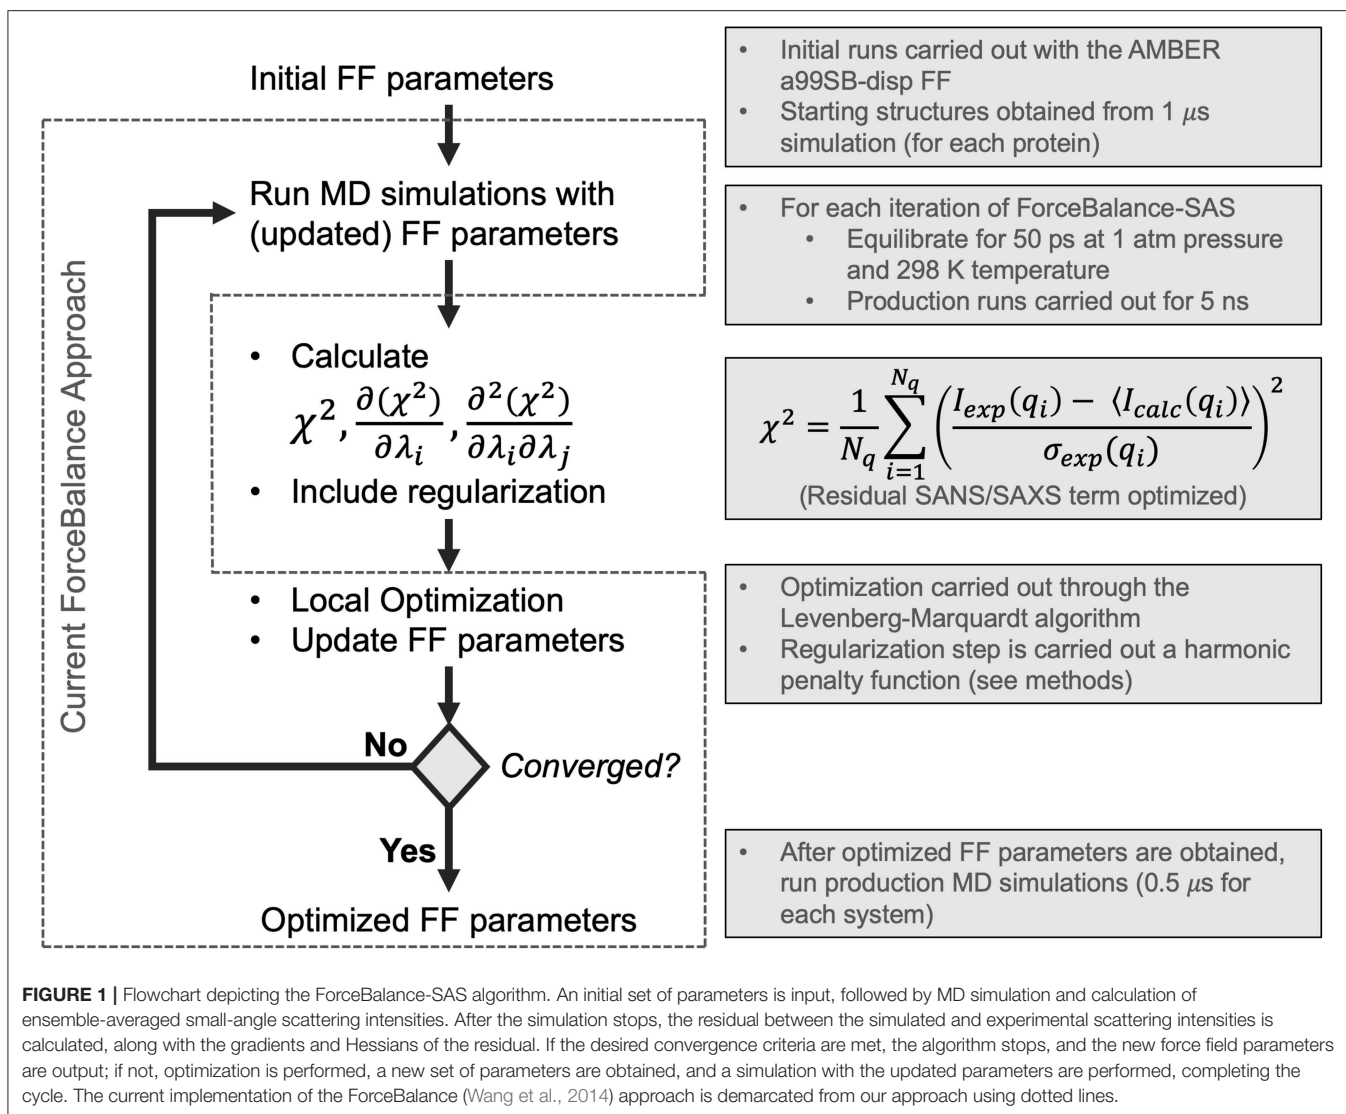 Initial FF parameters
Current ForceBalance Approach
Run MD simulations with
(updated) FF parameters
• Calculate
χ², ∂(χ²)/∂λᵢ, ∂²(χ²)/∂λᵢ∂λⱼ
• Include regularization
• Local Optimization
• Update FF parameters
No
Converged?
Yes
Optimized FF parameters
• Initial runs carried out with the AMBER
a99SB-disp FF
• Starting structures obtained from 1 μs
simulation (for each protein)
• For each iteration of ForceBalance-SAS
• Equilibrate for 50 ps at 1 atm pressure
and 298 K temperature
• Production runs carried out for 5 ns
χ² = 1/N_q ∑_{i=1}^{N_q} ( (I_exp(q_i) − ⟨I_calc(q_i)⟩) / σ_exp(q_i) )²
(Residual SANS/SAXS term optimized)
• Optimization carried out through the
Levenberg-Marquardt algorithm
• Regularization step is carried out a harmonic
penalty function (see methods)
• After optimized FF parameters are obtained,
run production MD simulations (0.5 μs for
each system)
FIGURE 1 | Flowchart depicting the ForceBalance-SAS algorithm. An initial set of parameters is input, followed by MD simulation and calculation of
ensemble-averaged small-angle scattering intensities. After the simulation stops, the residual between the simulated and experimental scattering intensities is
calculated, along with the gradients and Hessians of the residual. If the desired convergence criteria are met, the algorithm stops, and the new force field parameters
are output; if not, optimization is performed, a new set of parameters are obtained, and a simulation with the updated parameters are performed, completing the
cycle. The current implementation of the ForceBalance (Wang et al., 2014) approach is demarcated from our approach using dotted lines.